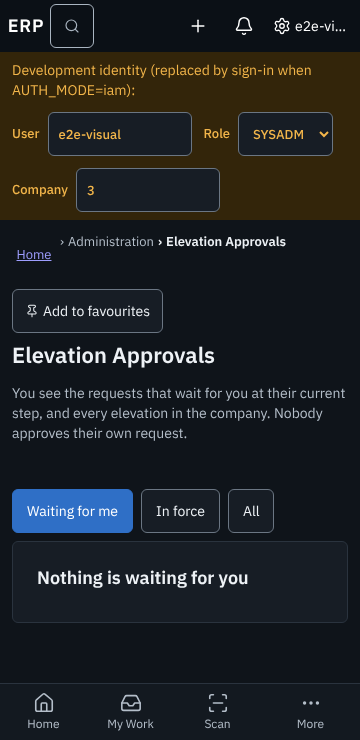 ERP
e2e-vi...
Development identity (replaced by sign-in when
AUTH_MODE=iam):
User e2e-visual Role SYSADM
Company 3
Home › Administration › Elevation Approvals
Add to favourites
Elevation Approvals
You see the requests that wait for you at their current
step, and every elevation in the company. Nobody
approves their own request.
Waiting for me In force All
Nothing is waiting for you
Home My Work Scan More